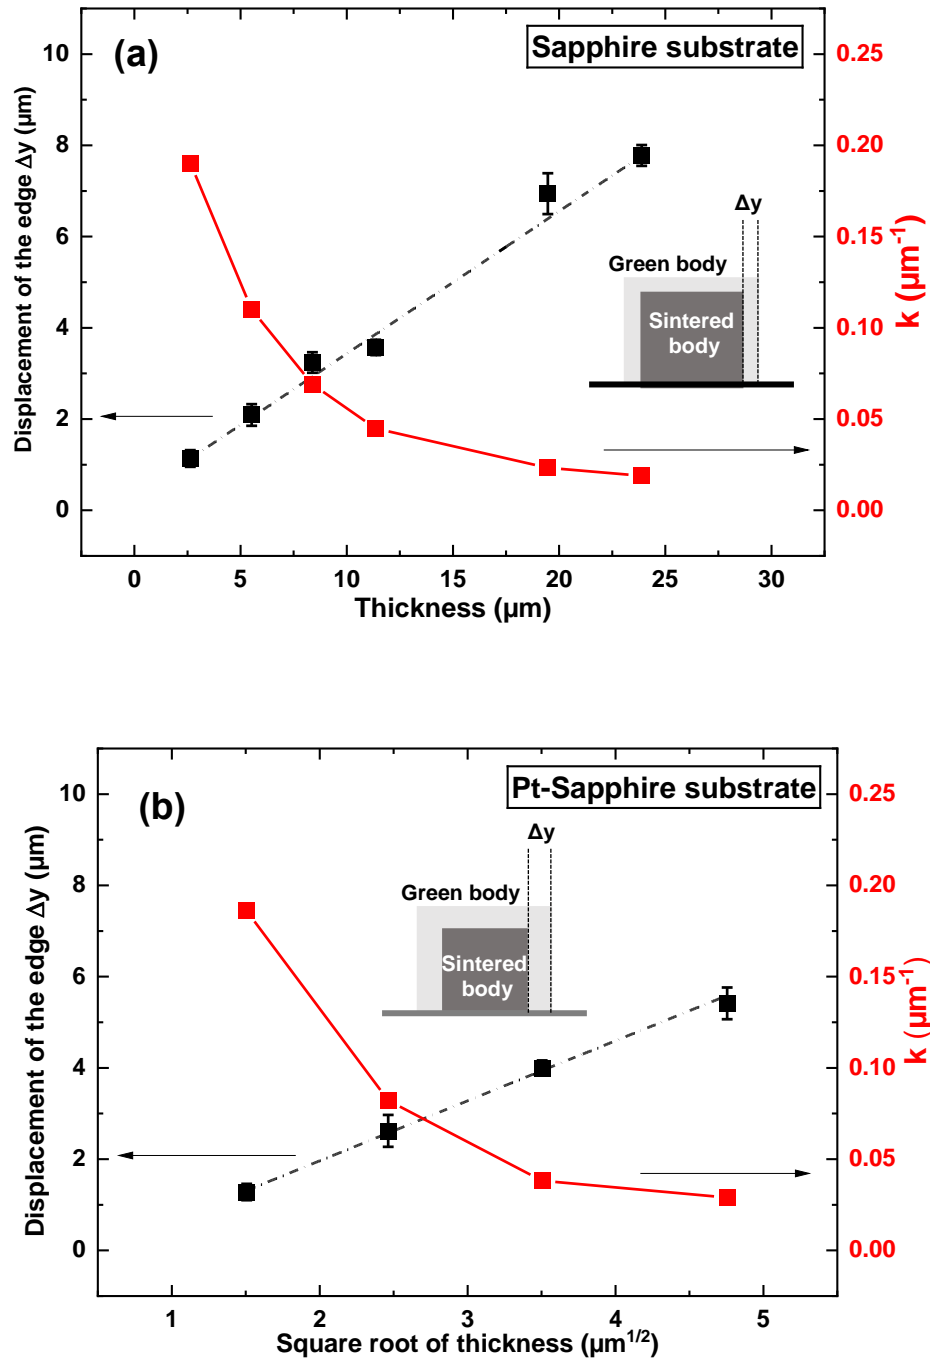 (a)
Sapphire substrate
Displacement of the edge Δy (μm)
10
8
6
4
2
0
0.25
0.20
0.15
0.10
0.05
0.00
k (μm⁻¹)
Δy
Green body
Sintered
body
0 5 10 15 20 25 30
Thickness (μm)
(b)
Pt-Sapphire substrate
Displacement of the edge Δy (μm)
10
8
6
4
2
0
0.25
0.20
0.15
0.10
0.05
0.00
k (μm⁻¹)
Δy
Green body
Sintered
body
1 2 3 4 5
Square root of thickness (μm¹/²)